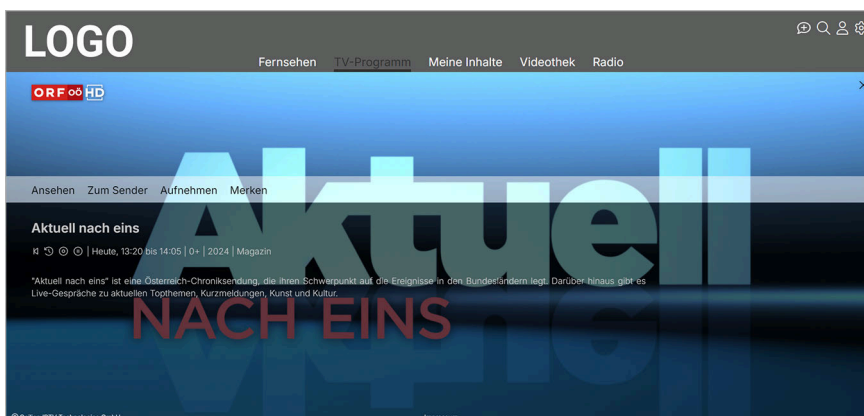 LOGO
Fernsehen TV-Programm Meine Inhalte Videothek Radio
ORF OÖ HD
Aktuell
Ansehen Zum Sender Aufnehmen Merken
Aktuell nach eins
| Heute, 13:20 bis 14:05 | 0+ | 2024 | Magazin
"Aktuell nach eins" ist eine Österreich-Chroniksendung, die ihren Schwerpunkt auf die Ereignisse in den Bundesländern legt. Darüber hinaus gibt es
Live-Gespräche zu aktuellen Topthemen, Kurzmeldungen, Kunst und Kultur.
NACH EINS